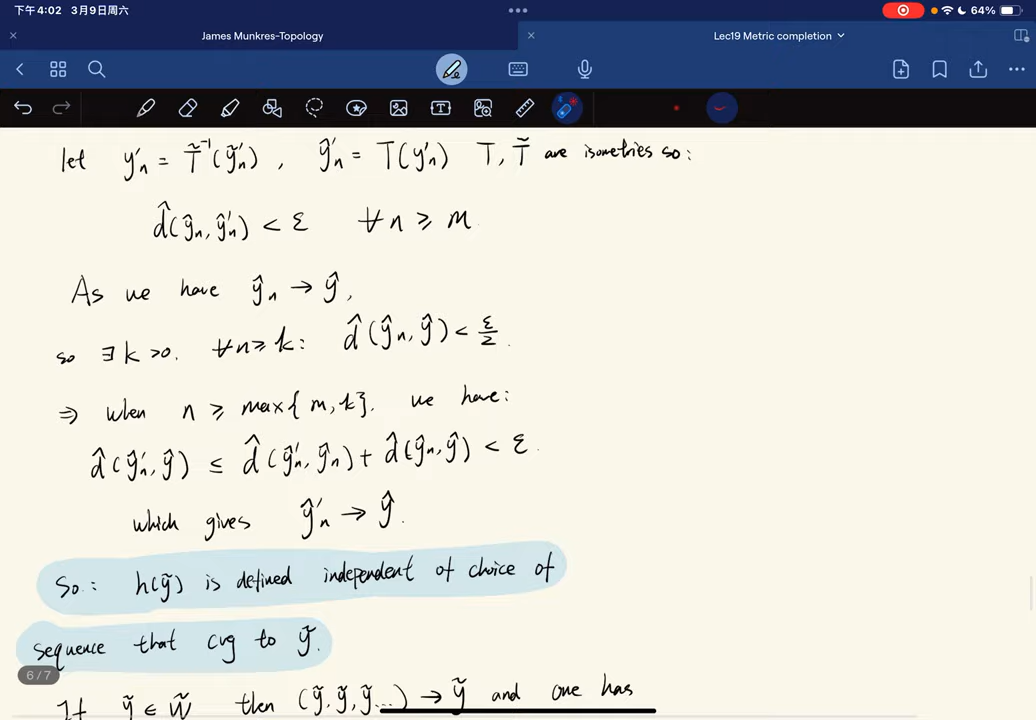 下午4:02 3月9日周六
64%
James Munkres-Topology
Lec19 Metric completion
let y'ₙ = T̃⁻¹(ỹ'ₙ) , ŷ'ₙ = T(y'ₙ) T, T̃ are isometries so:
d̂(ŷₙ, ŷ'ₙ) < ε ∀n ⩾ m
As we have ŷₙ → ŷ,
so ∃k >0. ∀n⩾k: d̂(ŷₙ, ŷ) < ε/2.
⇒ when n ⩾ max{m, k}, we have:
d̂(ŷ'ₙ, ŷ) ≤ d̂(ŷ'ₙ, ŷₙ) + d̂(ŷₙ, ŷ) < ε.
which gives ŷ'ₙ → ŷ.
So: h(ỹ) is defined independent of choice of
sequence that cvg to ỹ.
6 / 7
If ỹ ∈ W̃ then (ỹ, ỹ, ỹ...) → ỹ and one has